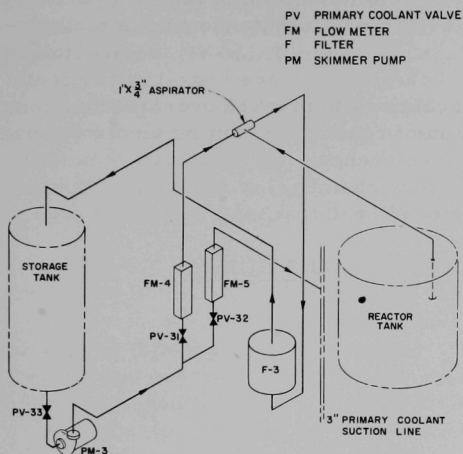 PV PRIMARY COOLANT VALVE
FM FLOW METER
F FILTER
PM SKIMMER PUMP
1"X 3/4" ASPIRATOR
STORAGE
TANK
FM-4
FM-5
PV-31
PV-32
REACTOR
TANK
F-3
PV-33
PM-3
3" PRIMARY COOLANT
SUCTION LINE